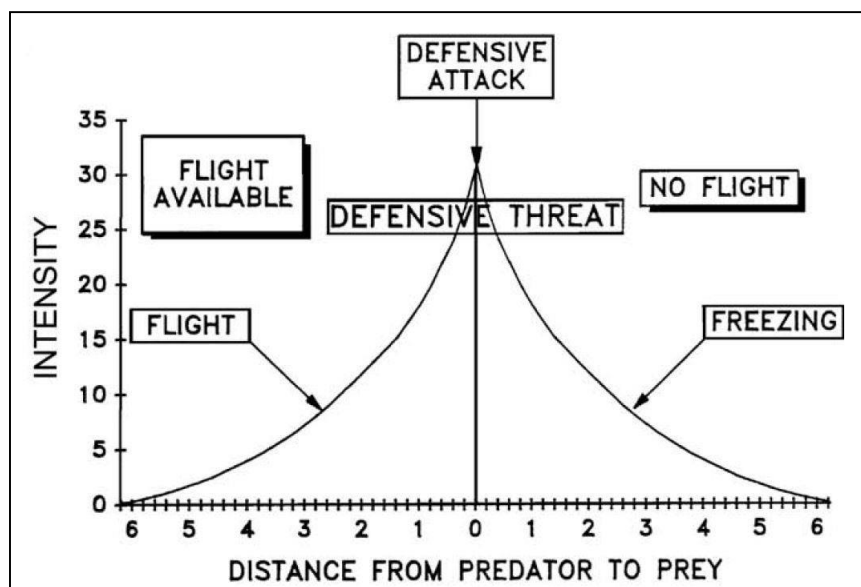 DEFENSIVE
ATTACK
35
30
25
20
15
10
5
0
INTENSITY
FLIGHT
AVAILABLE
DEFENSIVE THREAT
NO FLIGHT
FLIGHT
FREEZING
6 5 4 3 2 1 0 1 2 3 4 5 6
DISTANCE FROM PREDATOR TO PREY